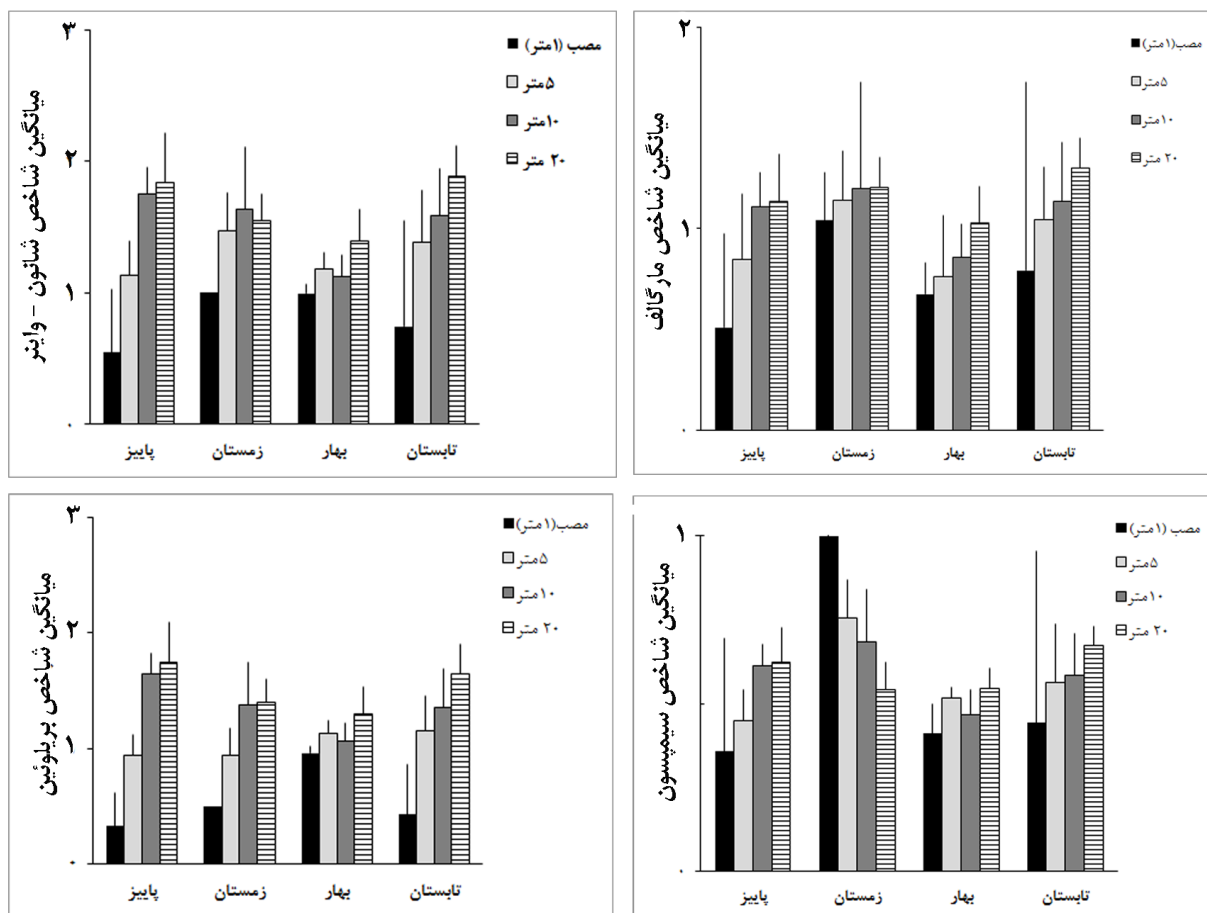 میانگین شاخص شانون - واینر
۳
۲
۱
۰
مصب (۱متر)
۵متر
۱۰متر
۲۰ متر
پاییز
زمستان
بهار
تابستان
میانگین شاخص مارگالف
۲
۱
۰
مصب(۱متر)
۵متر
۱۰متر
۲۰ متر
پاییز
زمستان
بهار
تابستان
میانگین شاخص بریلوئین
۳
۲
۱
۰
مصب(۱متر)
۵متر
۱۰متر
۲۰ متر
پاییز
زمستان
بهار
تابستان
میانگین شاخص سیمپسون
۱
۰
مصب (۱متر)
۵متر
۱۰متر
۲۰ متر
پاییز
زمستان
بهار
تابستان